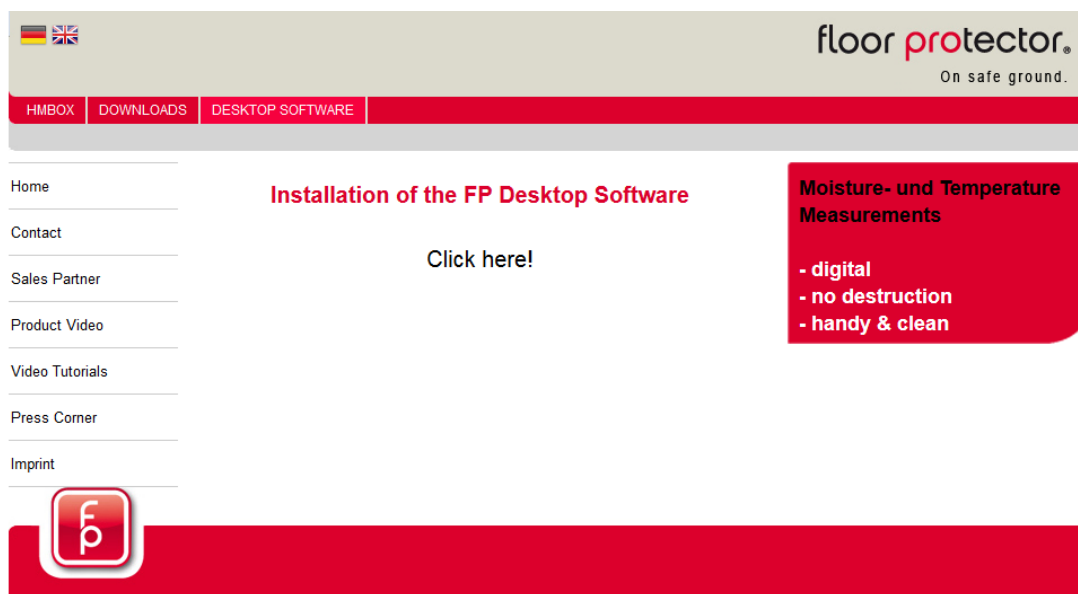 floor protector®
On safe ground.
HMBOX DOWNLOADS DESKTOP SOFTWARE
Home
Contact
Sales Partner
Product Video
Video Tutorials
Press Corner
Imprint
Installation of the FP Desktop Software
Click here!
Moisture- und Temperature
Measurements
- digital
- no destruction
- handy & clean
fp